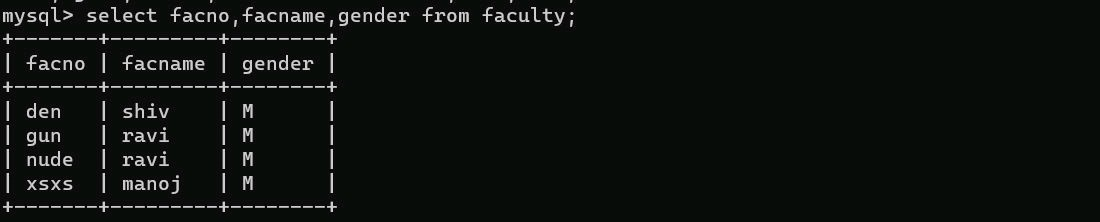 mysql> select facno,facname,gender from faculty;
+-------+---------+--------+
| facno | facname | gender |
+-------+---------+--------+
| den   | shiv    | M      |
| gun   | ravi    | M      |
| nude  | ravi    | M      |
| xsxs  | manoj   | M      |
+-------+---------+--------+